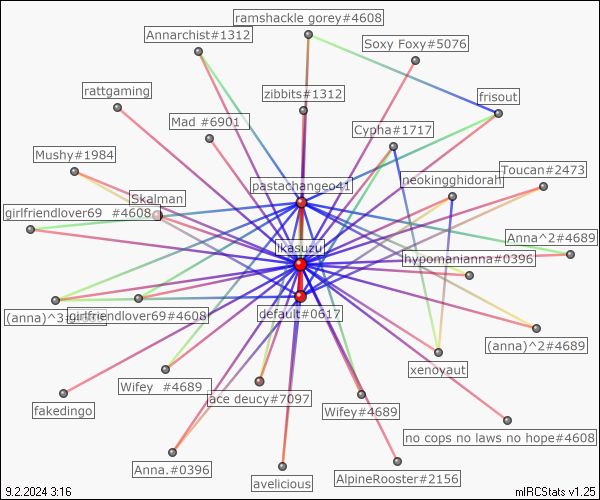 ramshackle gorey#4608
Annarchist#1312
Soxy Foxy#5076
rattgaming
zibbits#1312
frisout
Mad #6901
Cypha#1717
Mushy#1984
Toucan#2473
neokingghidorah
pastachangeo41
Skalman
girlfriendlover69 #4608
Anna^2#4689
ikasuzu
hypomanianna#0396
(anna)^3
girlfriendlover69#4608
default#0617
(anna)^2#4689
xenoyaut
Wifey #4689
ace deucy#7097
fakedingo
Wifey#4689
no cops no laws no hope#4608
Anna.#0396
avelicious
AlpineRooster#2156
9.2.2024 3:16
mIRCStats v1.25